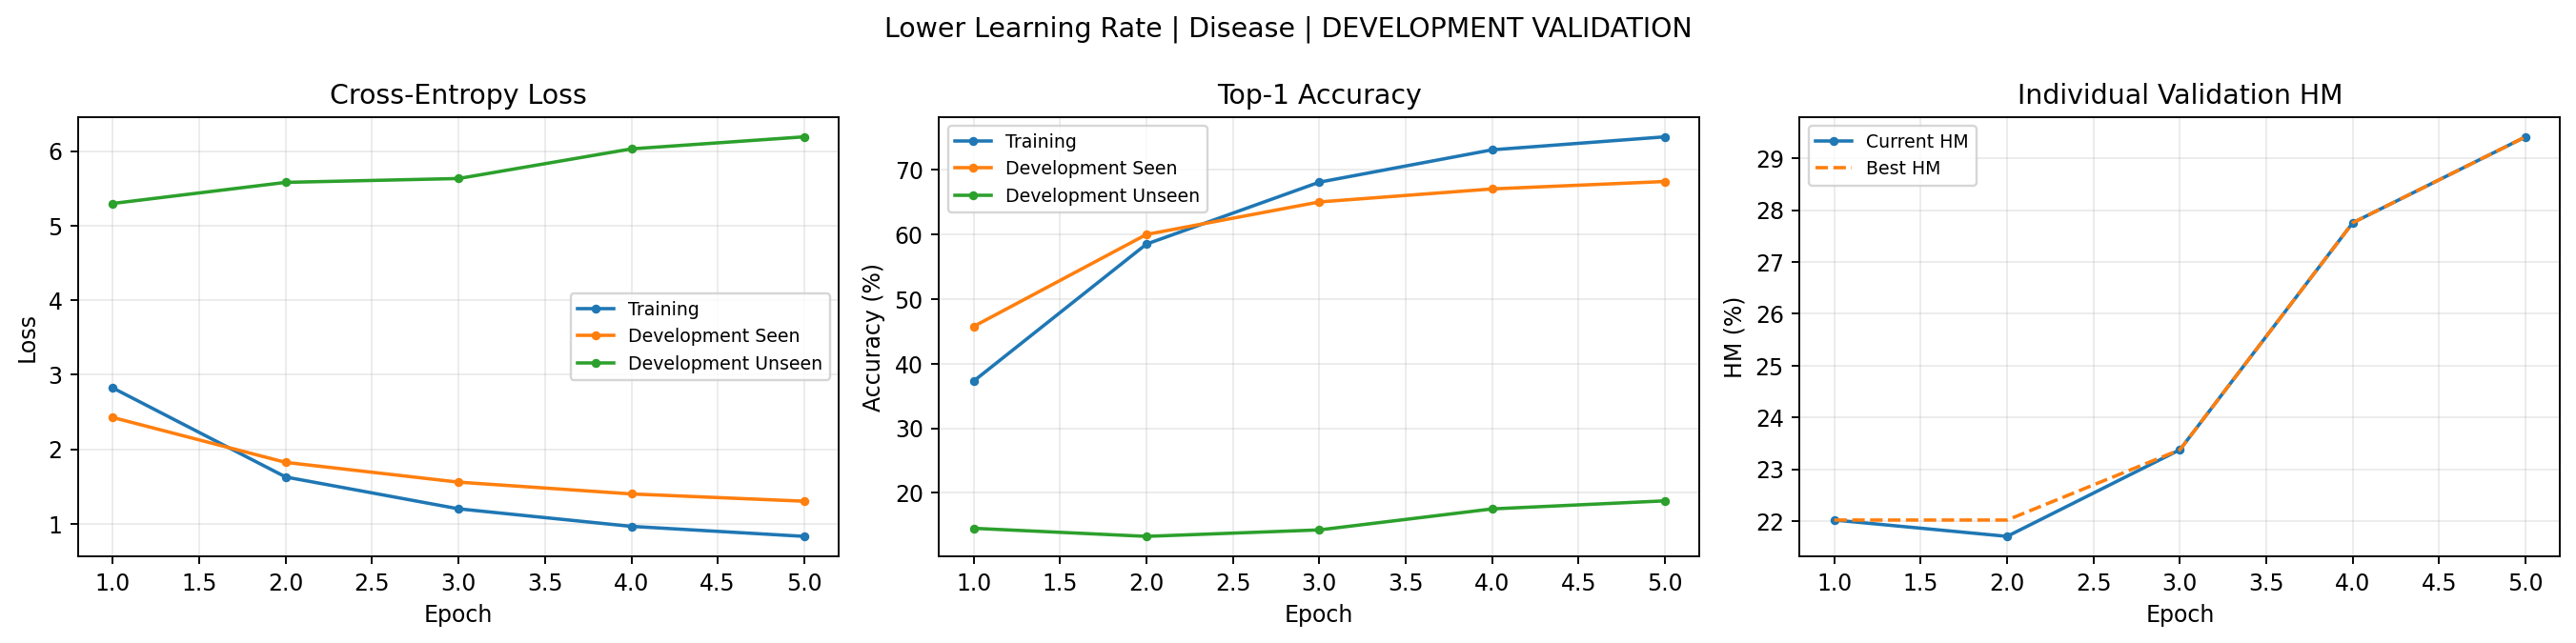 Lower Learning Rate | Disease | DEVELOPMENT VALIDATION
Cross-Entropy Loss
Loss
6
5
4
3
2
1
Training
Development Seen
Development Unseen
1.0 1.5 2.0 2.5 3.0 3.5 4.0 4.5 5.0
Epoch
Top-1 Accuracy
Accuracy (%)
70
60
50
40
30
20
Training
Development Seen
Development Unseen
1.0 1.5 2.0 2.5 3.0 3.5 4.0 4.5 5.0
Epoch
Individual Validation HM
HM (%)
29
28
27
26
25
24
23
22
Current HM
Best HM
1.0 1.5 2.0 2.5 3.0 3.5 4.0 4.5 5.0
Epoch